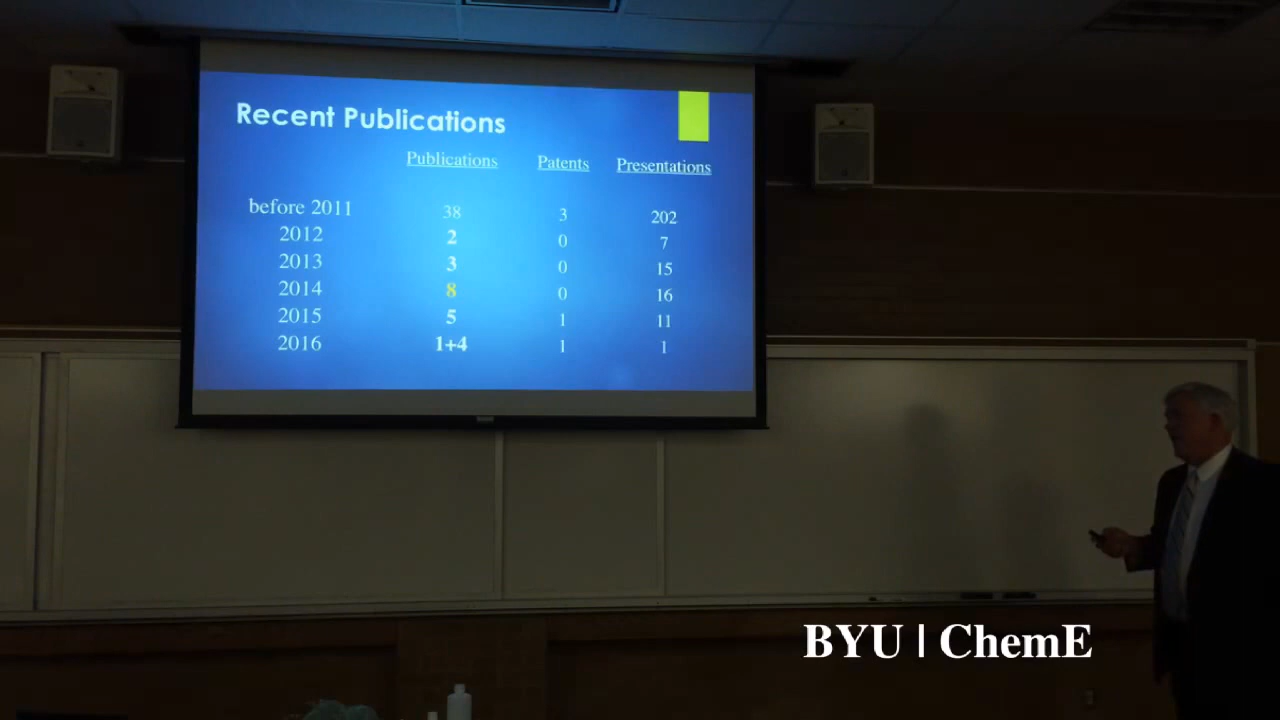 Recent Publications
Publications Patents Presentations
before 2011 38 3 202
2012 2 0 7
2013 3 0 15
2014 8 0 16
2015 5 1 11
2016 1+4 1 1
BYU | ChemE